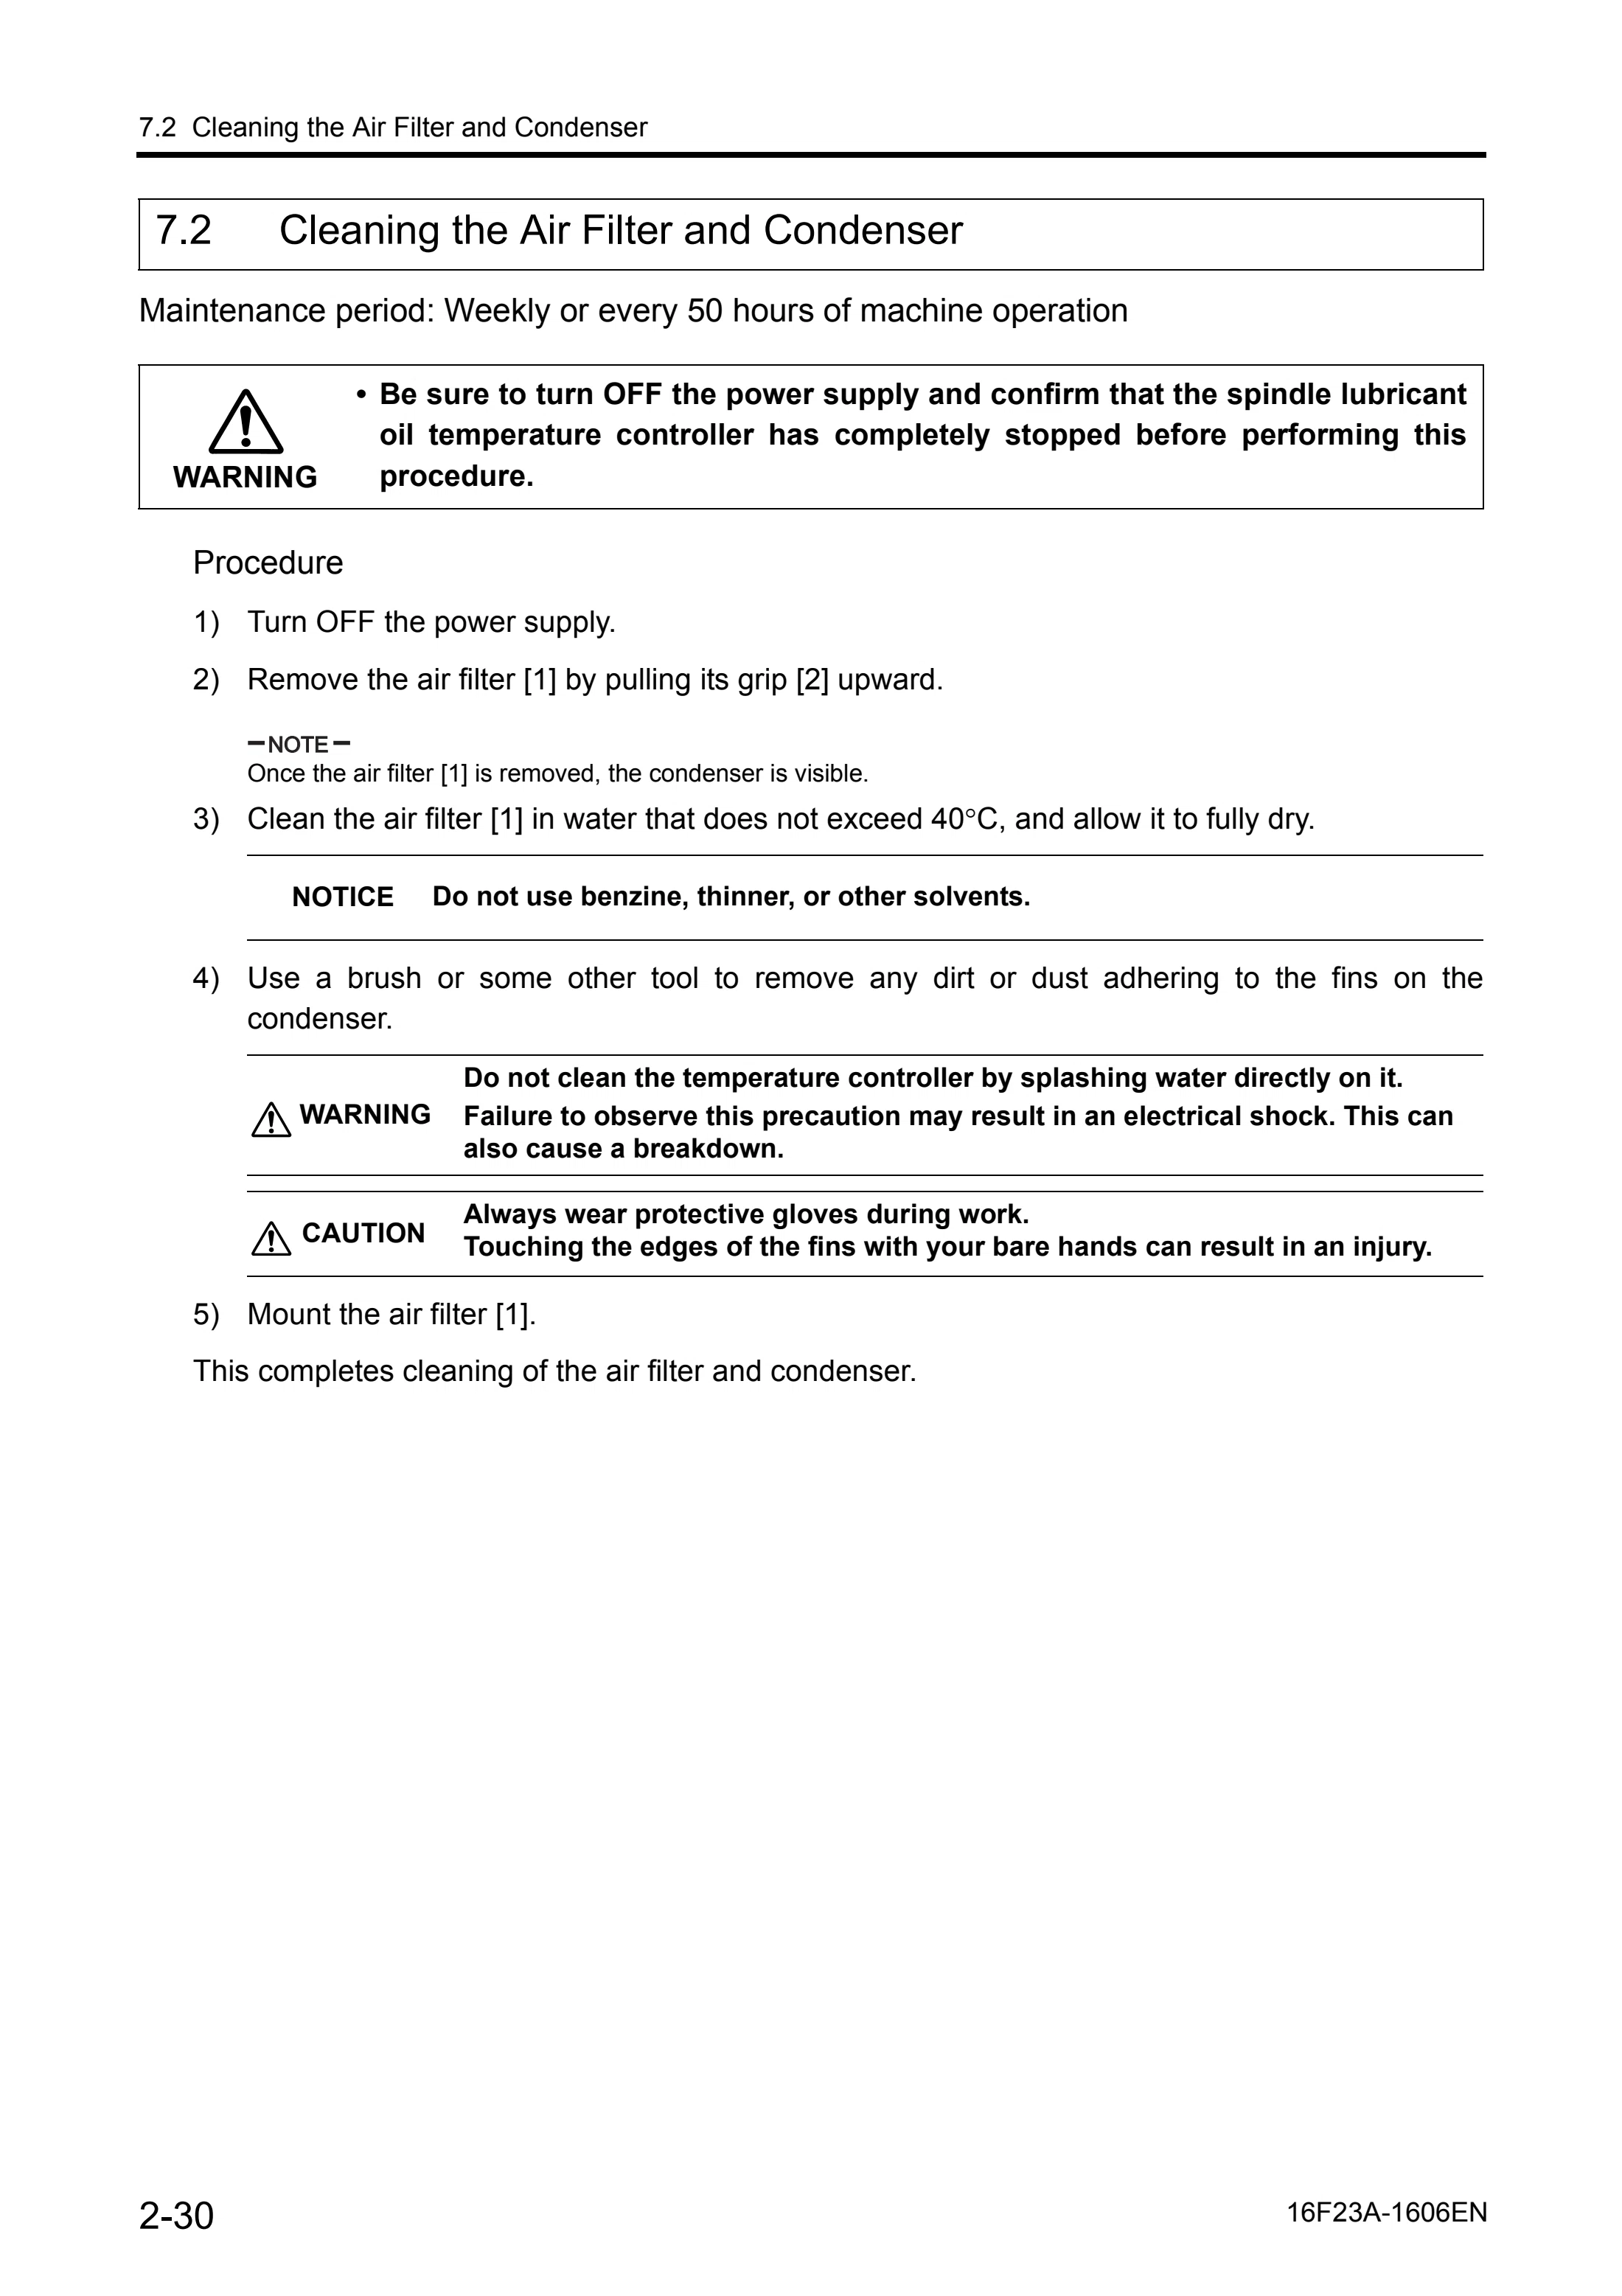 7.2 Cleaning the Air Filter and Condenser
7.2 Cleaning the Air Filter and Condenser
Maintenance period: Weekly or every 50 hours of machine operation
WARNING
• Be sure to turn OFF the power supply and confirm that the spindle lubricant
oil temperature controller has completely stopped before performing this
procedure.
Procedure
1) Turn OFF the power supply.
2) Remove the air filter [1] by pulling its grip [2] upward.
NOTE
Once the air filter [1] is removed, the condenser is visible.
3) Clean the air filter [1] in water that does not exceed 40°C, and allow it to fully dry.
NOTICE Do not use benzine, thinner, or other solvents.
4) Use a brush or some other tool to remove any dirt or dust adhering to the fins on the
condenser.
WARNING
Do not clean the temperature controller by splashing water directly on it.
Failure to observe this precaution may result in an electrical shock. This can
also cause a breakdown.
CAUTION
Always wear protective gloves during work.
Touching the edges of the fins with your bare hands can result in an injury.
5) Mount the air filter [1].
This completes cleaning of the air filter and condenser.
2-30
16F23A-1606EN